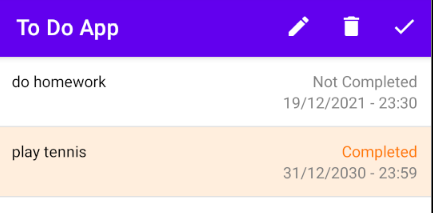 To Do App
do homework
Not Completed
19/12/2021 - 23:30
play tennis
Completed
31/12/2030 - 23:59